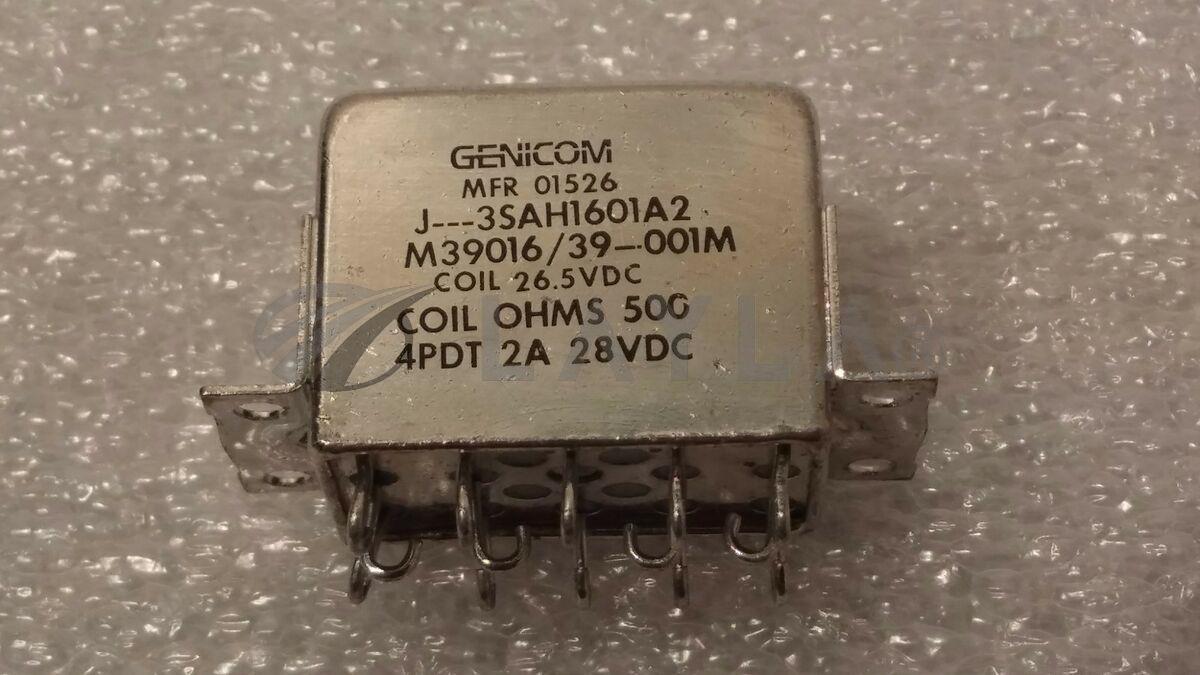 GENICOM
MFR 01526
J---3SAH1601A2
M39016/39-001M
COIL 26.5VDC
COIL OHMS 500
4PDT 2A 28VDC